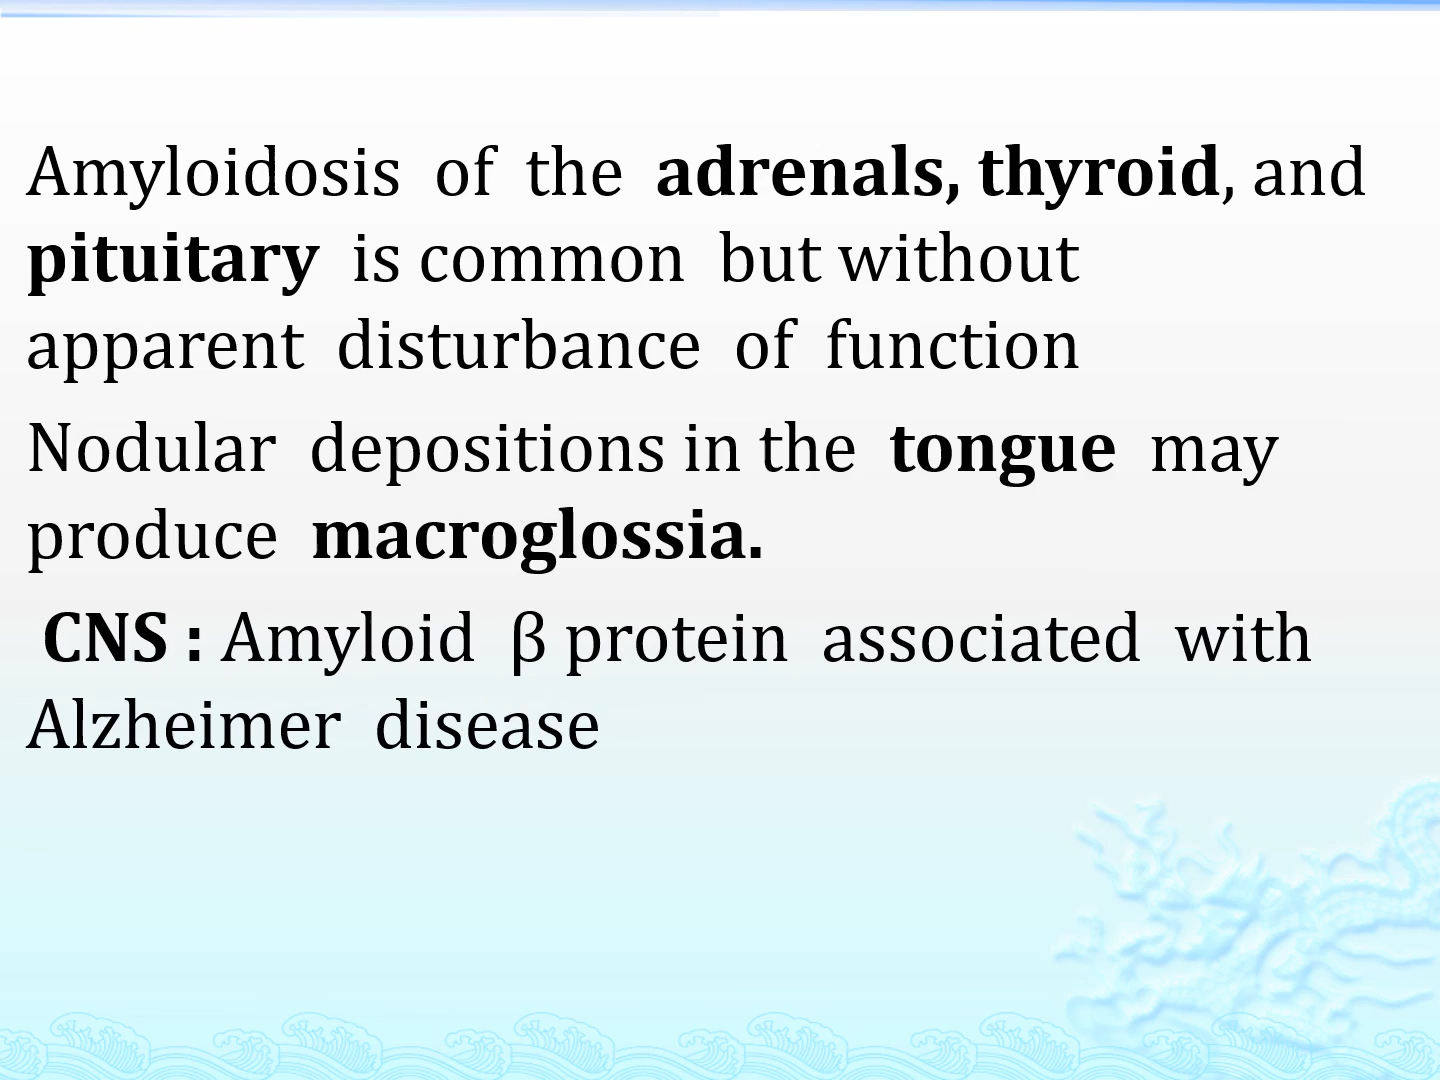 Amyloidosis of the adrenals, thyroid, and
pituitary is common but without
apparent disturbance of function
Nodular depositions in the tongue may
produce macroglossia.
CNS : Amyloid β protein associated with
Alzheimer disease